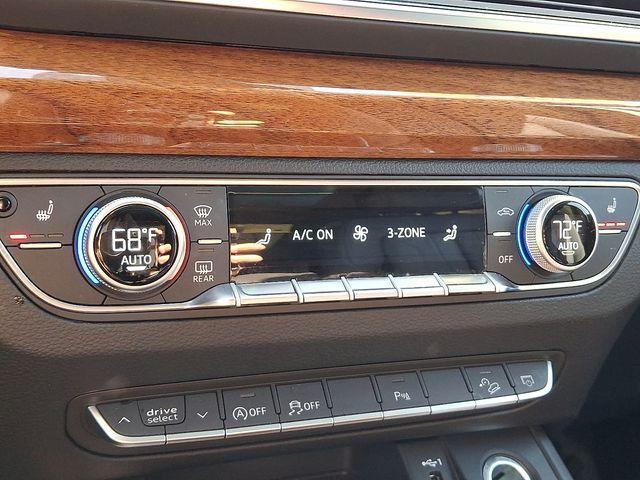 68°F
AUTO
MAX
REAR
A/C ON
3-ZONE
OFF
72°F
AUTO
drive
select
A OFF
OFF
P